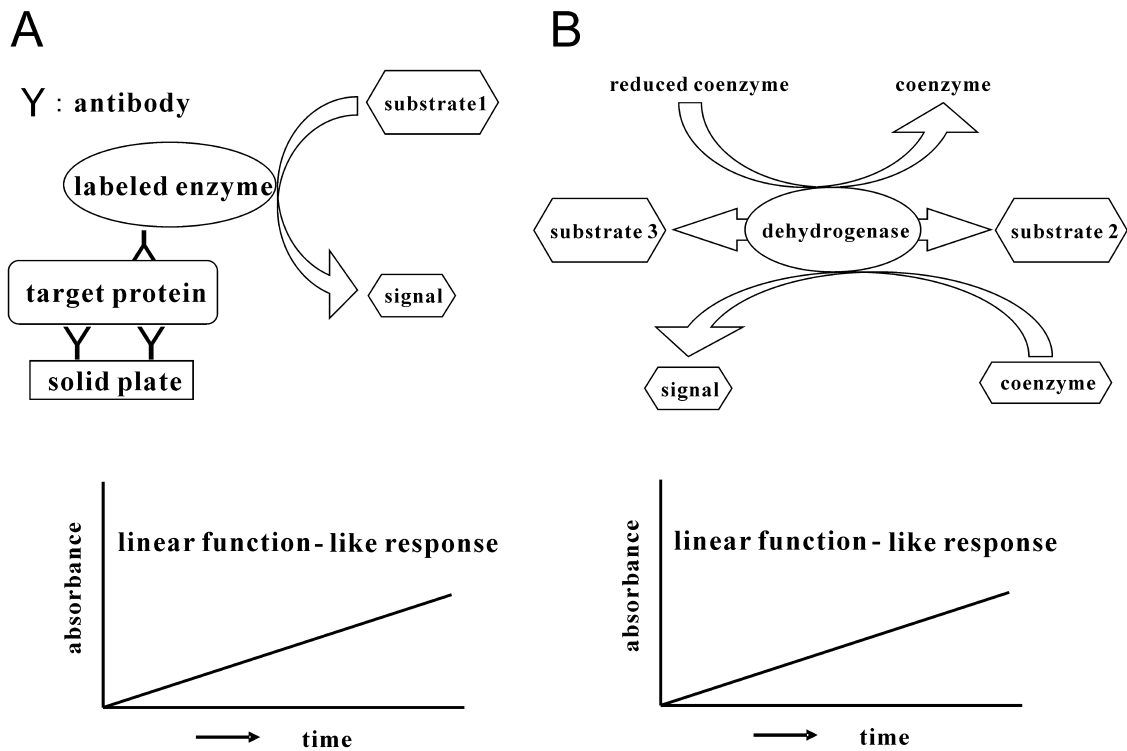 A
Y : antibody
substrate1
labeled enzyme
target protein
signal
solid plate
absorbance
linear function-like response
time
B
reduced coenzyme
coenzyme
substrate 3
dehydrogenase
substrate 2
signal
coenzyme
absorbance
linear function-like response
time